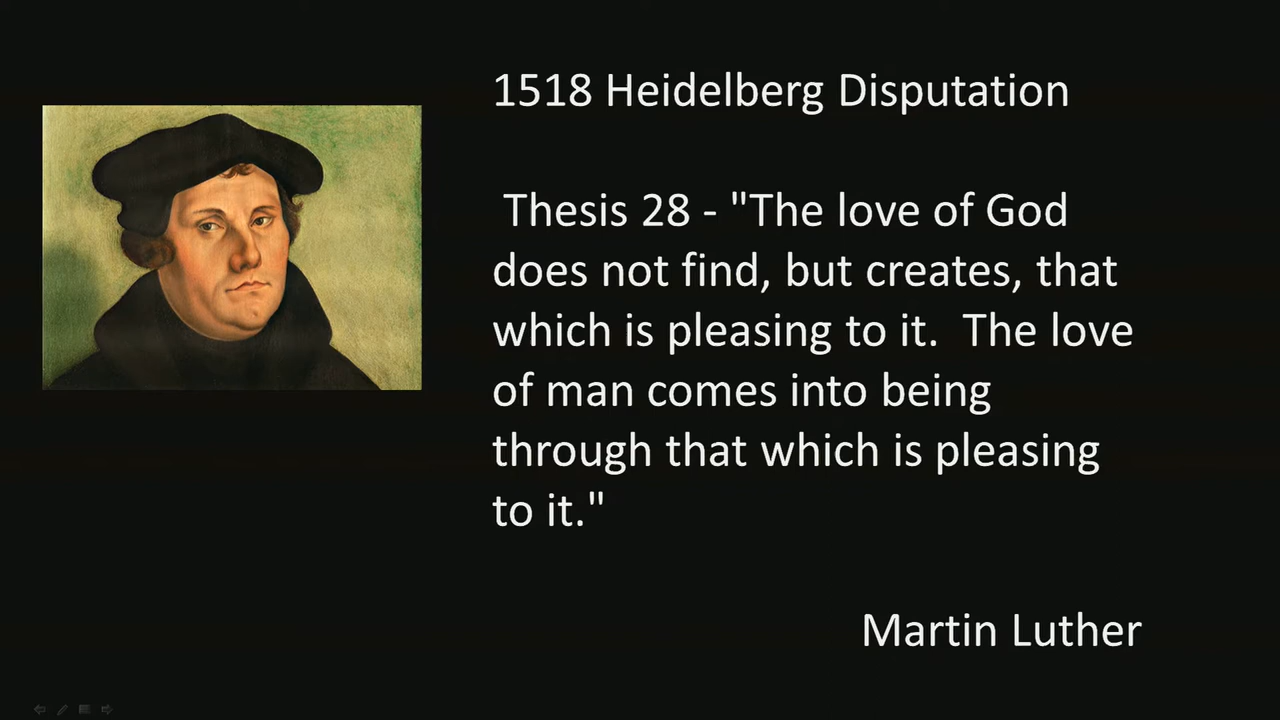 1518 Heidelberg Disputation
Thesis 28 - "The love of God
does not find, but creates, that
which is pleasing to it.  The love
of man comes into being
through that which is pleasing
to it."
Martin Luther